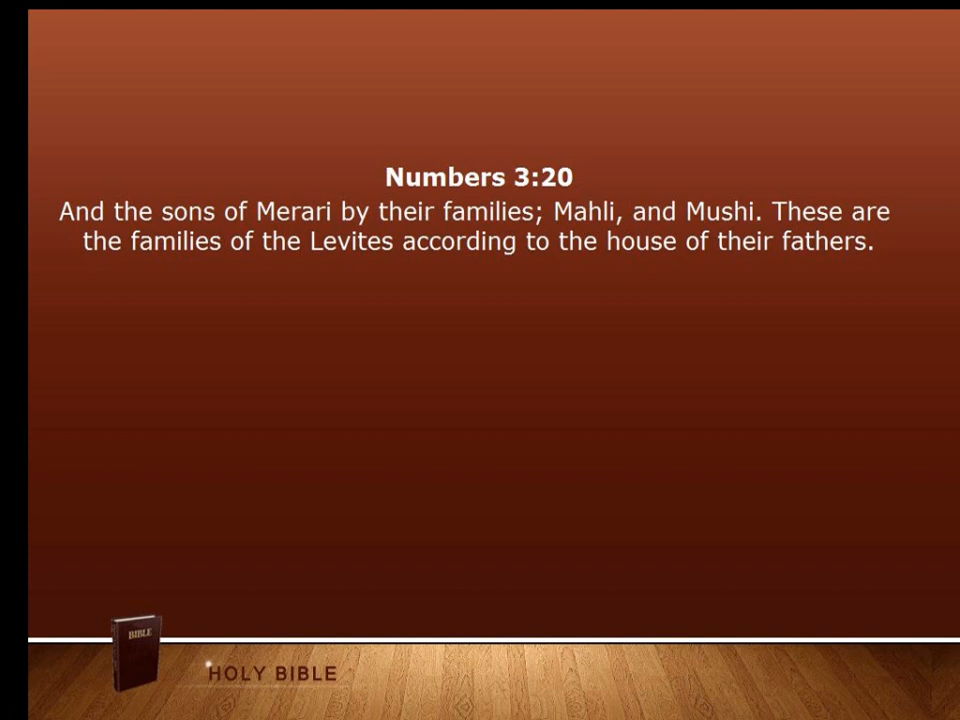 Numbers 3:20
And the sons of Merari by their families; Mahli, and Mushi. These are
the families of the Levites according to the house of their fathers.
BIBLE
HOLY BIBLE